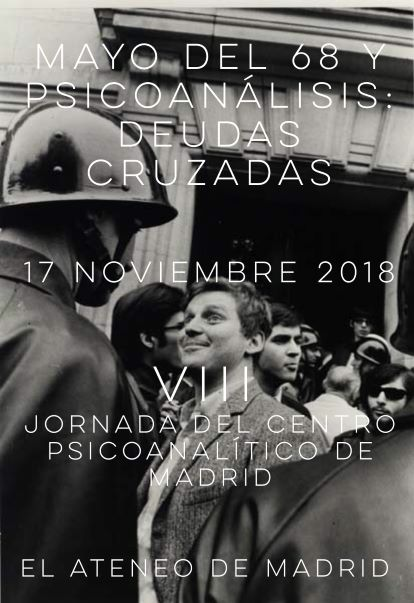 MAYO DEL 68 Y
PSICOANÁLISIS:
DEUDAS
CRUZADAS
17 NOVIEMBRE 2018
VIII
JORNADA DEL CENTRO
PSICOANALÍTICO DE
MADRID
EL ATENEO DE MADRID